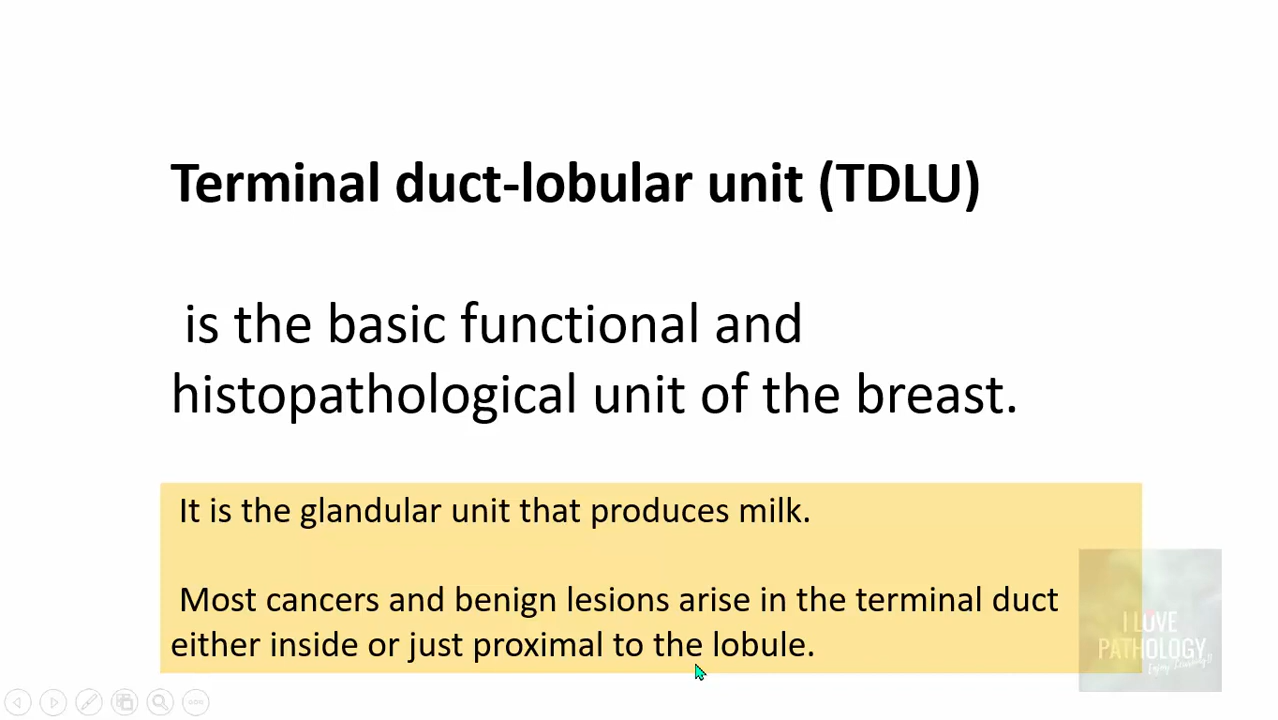 Terminal duct-lobular unit (TDLU)
is the basic functional and
histopathological unit of the breast.
It is the glandular unit that produces milk.
Most cancers and benign lesions arise in the terminal duct
either inside or just proximal to the lobule.
I LOVE
PATHOLOGY
Enjoy Learning!!